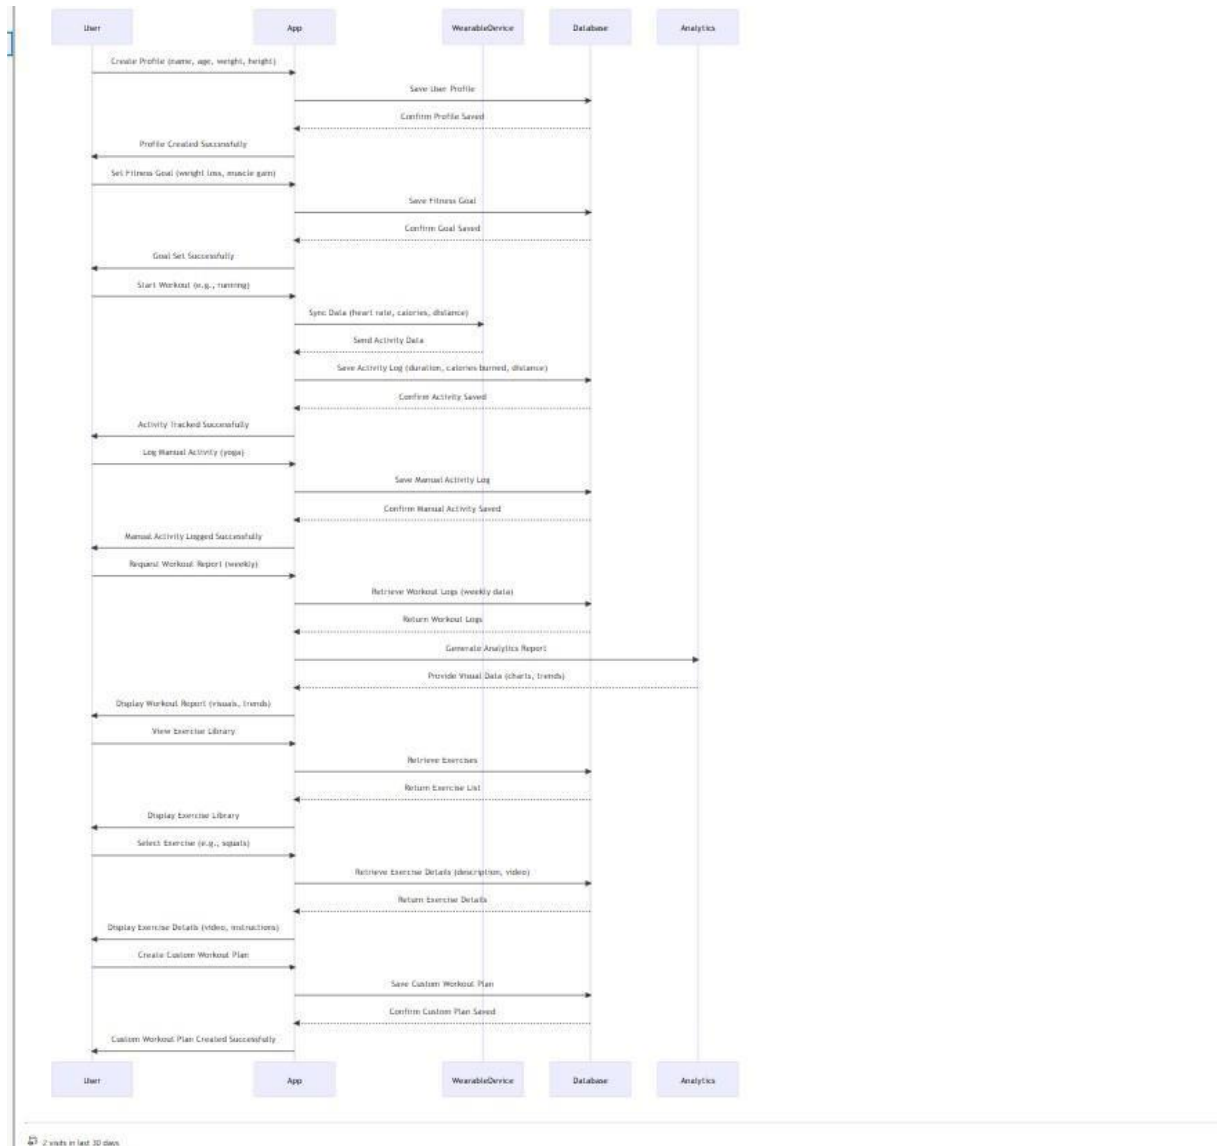 User App WearableDevice Database Analytics
Create Profile (name, age, weight, height)
Save User Profile
Confirm Profile Saved
Profile Created Successfully
Set Fitness Goal (weight loss, muscle gain)
Save Fitness Goal
Confirm Goal Saved
Goal Set Successfully
Start Workout (e.g., running)
Sync Data (heart rate, calories, distance)
Send Activity Data
Save Activity Log (duration, calories burned, distance)
Confirm Activity Saved
Activity Tracked Successfully
Log Manual Activity (yoga)
Save Manual Activity Log
Confirm Manual Activity Saved
Manual Activity Logged Successfully
Request Workout Report (weekly)
Retrieve Workout Logs (weekly data)
Return Workout Logs
Generate Analytics Report
Provide Visual Data (charts, trends)
Display Workout Report (visuals, trends)
View Exercise Library
Retrieve Exercises
Return Exercise List
Display Exercise Library
Select Exercise (e.g., squats)
Retrieve Exercise Details (description, video)
Return Exercise Details
Display Exercise Details (video, instructions)
Create Custom Workout Plan
Save Custom Workout Plan
Confirm Custom Plan Saved
Custom Workout Plan Created Successfully
User App WearableDevice Database Analytics
2 visits in last 30 days